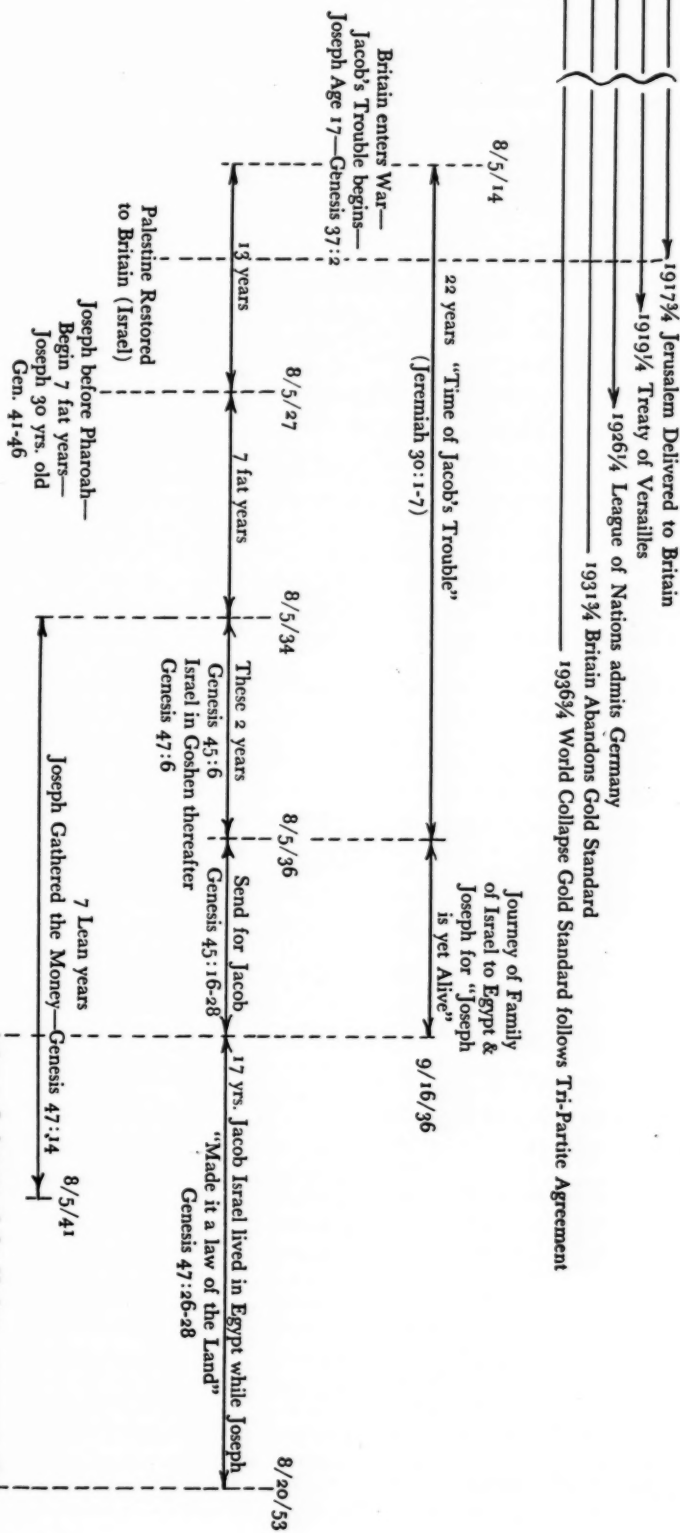 1917¾ Jerusalem Delivered to Britain
1919¼ Treaty of Versailles
1926¼ League of Nations admits Germany
1931¾ Britain Abandons Gold Standard
1936¾ World Collapse Gold Standard follows Tri-Partite Agreement
8/5/14
22 years "Time of Jacob's Trouble"
(Jeremiah 30:1-7)
Journey of Family
of Israel to Egypt &
Joseph for "Joseph
is yet Alive"
9/16/36
Britain enters War—
Jacob's Trouble begins—
Joseph Age 17—Genesis 37:2
13 years
8/5/27
7 fat years
8/5/34
These 2 years
Genesis 45:6
Israel in Goshen thereafter
Genesis 47:6
8/5/36
Send for Jacob
Genesis 45:16-28
17 yrs. Jacob Israel lived in Egypt while Joseph
"Made it a law of the Land"
Genesis 47:26-28
8/20/53
Palestine Restored
to Britain (Israel)
Joseph before Pharoah—
Begin 7 fat years—
Joseph 30 yrs. old
Gen. 41-46
7 Lean years
Joseph Gathered the Money—Genesis 47:14
8/5/41